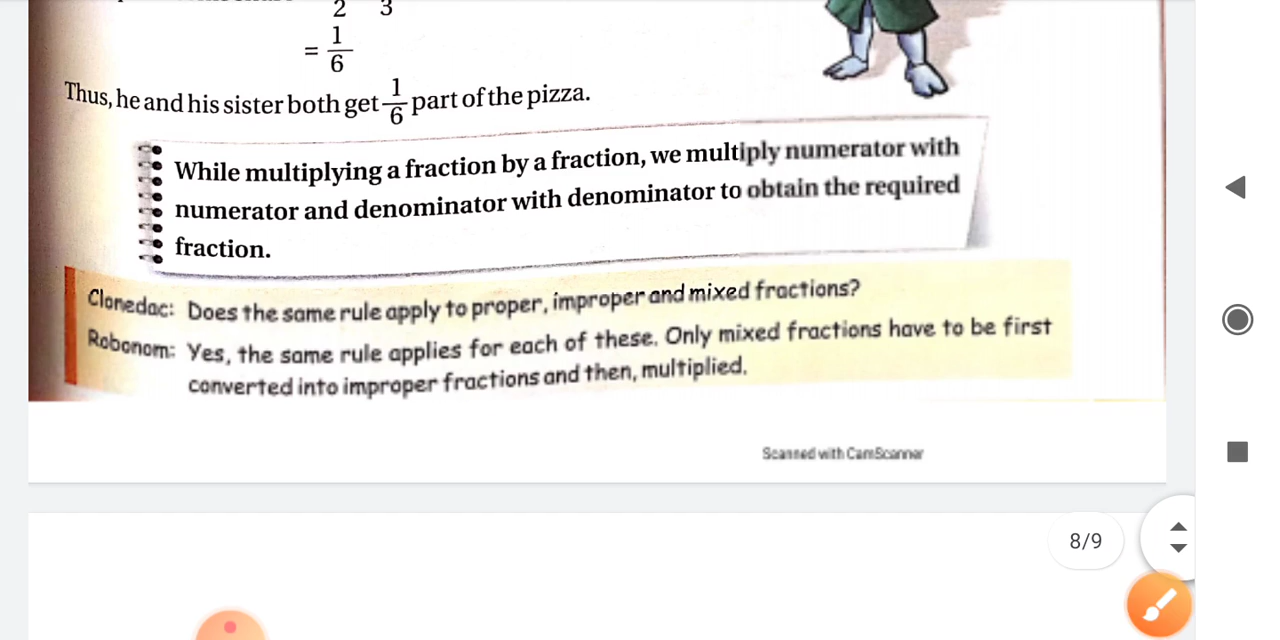 2 3
= 1/6
Thus, he and his sister both get 1/6 part of the pizza.
While multiplying a fraction by a fraction, we multiply numerator with
numerator and denominator with denominator to obtain the required
fraction.
Clonedac: Does the same rule apply to proper, improper and mixed fractions?
Robonom: Yes, the same rule applies for each of these. Only mixed fractions have to be first
converted into improper fractions and then, multiplied.
Scanned with CamScanner
8/9